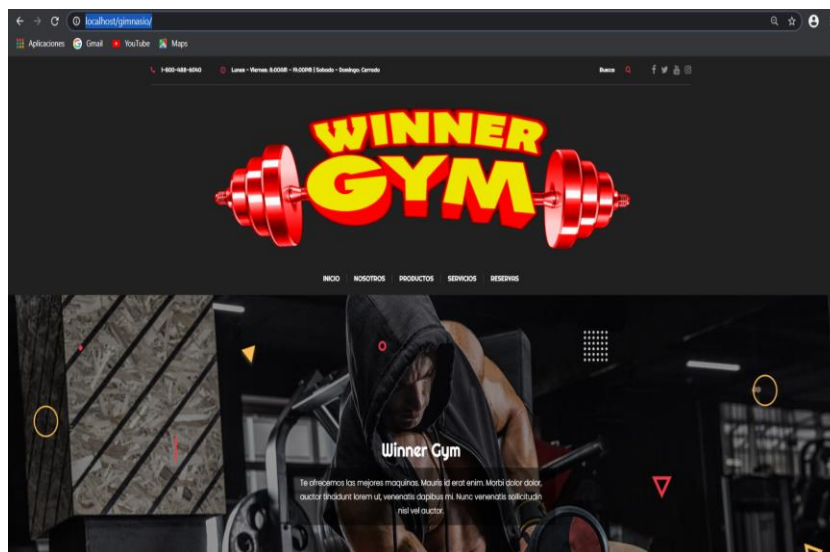 localhost/gimnasio/
Aplicaciones Gmail YouTube Maps
1-800-488-6040 Lunes - Viernes: 8.00AM - 19.00PM | Sabado - Domingo: Cerrado Busca
WINNER
GYM
INICIO NOSOTROS PRODUCTOS SERVICIOS RESERVAS
Winner Gym
Te ofrecemos las mejores maquinas. Mauris id erat enim. Morbi dolor dolor,
auctor tincidunt lorem ut, venenatis dapibus mi. Nunc venenatis sollicitudin
nisl vel auctor.